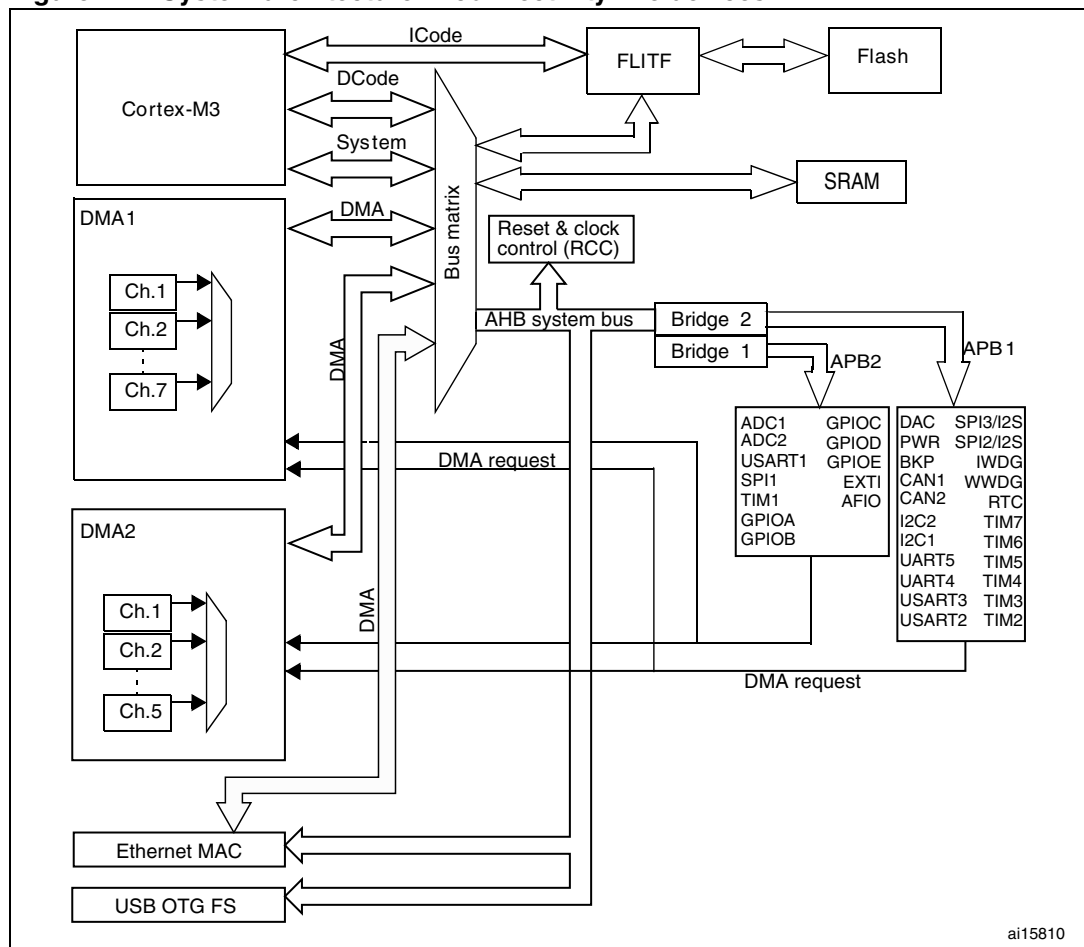 ICode
FLITF
Flash
Cortex-M3
DCode
System
SRAM
DMA1
DMA
Bus matrix
Reset & clock
control (RCC)
Ch.1
Ch.2
Ch.7
AHB system bus
Bridge 2
Bridge 1
APB2
APB1
DMA
DMA request
ADC1 GPIOC
ADC2 GPIOD
USART1 GPIOE
SPI1 EXTI
TIM1 AFIO
GPIOA
GPIOB
DAC SPI3/I2S
PWR SPI2/I2S
BKP IWDG
CAN1 WWDG
CAN2 RTC
I2C2 TIM7
I2C1 TIM6
UART5 TIM5
UART4 TIM4
USART3 TIM3
USART2 TIM2
DMA2
Ch.1
Ch.2
Ch.5
DMA
DMA request
Ethernet MAC
USB OTG FS
ai15810